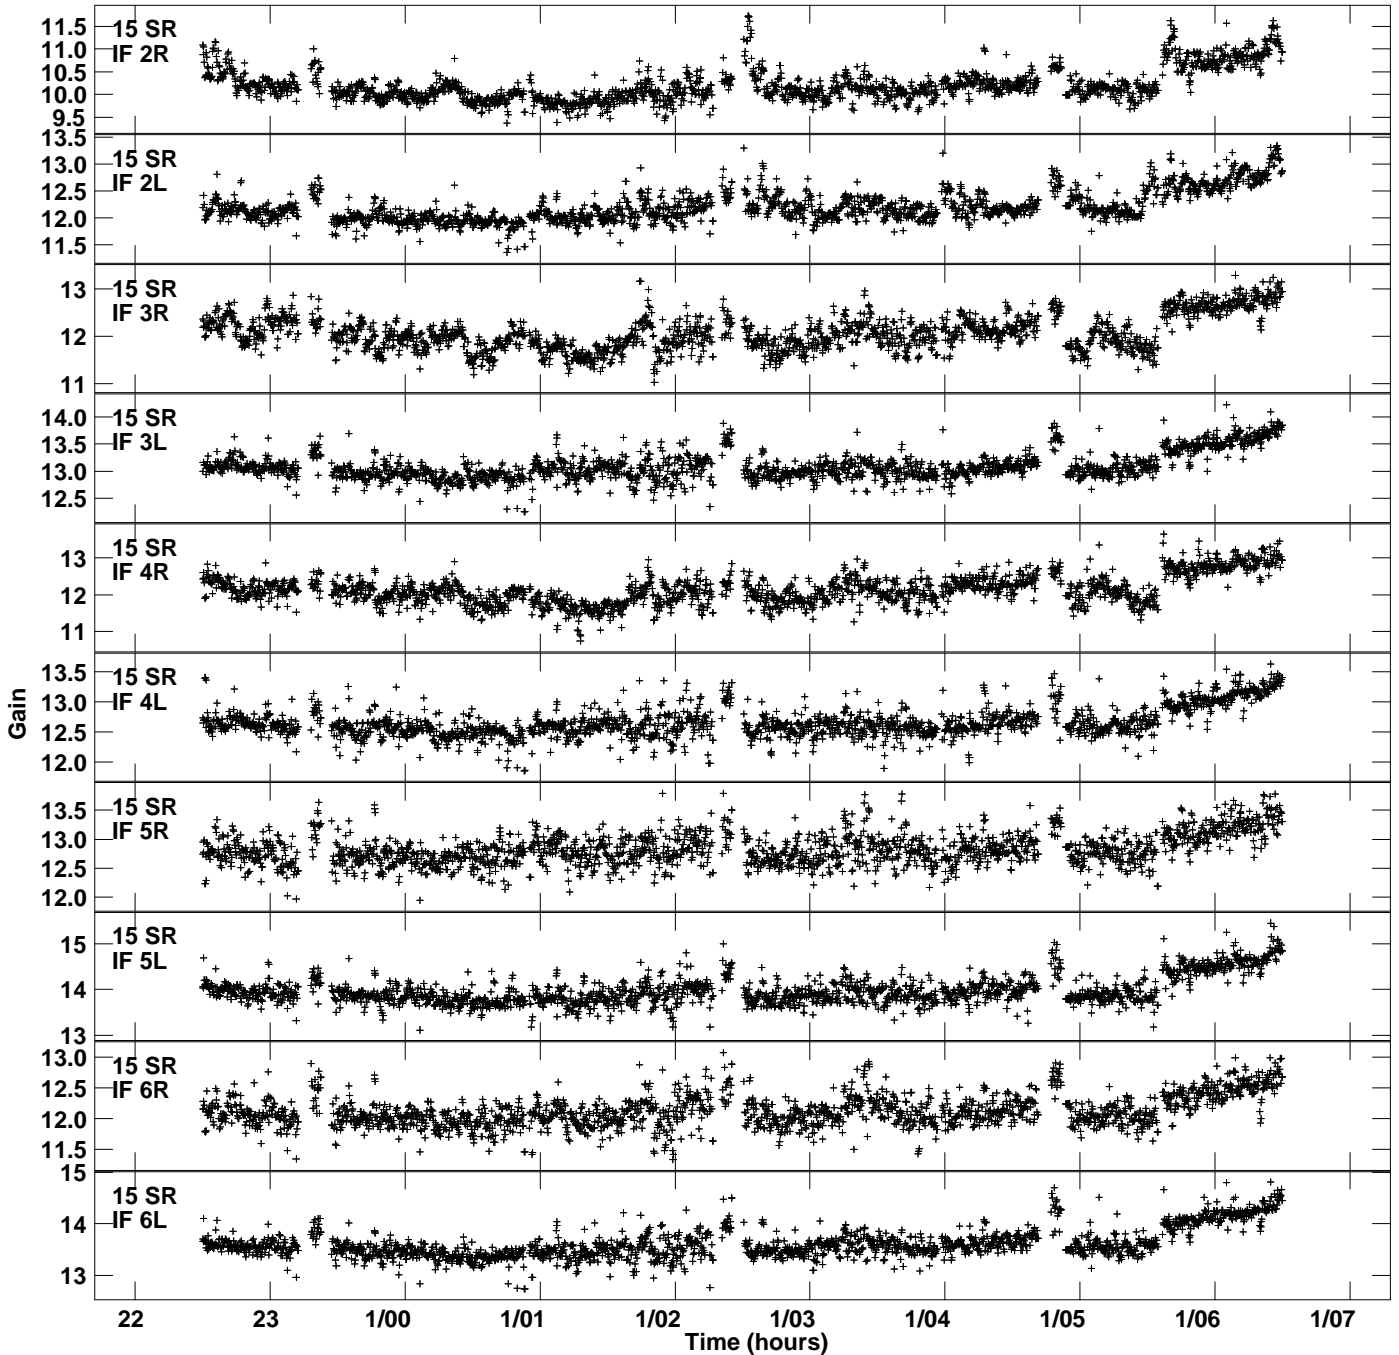 15 SR
IF 2R
11.5
11.0
10.5
10.0
9.5
15 SR
IF 2L
13.5
13.0
12.5
12.0
11.5
15 SR
IF 3R
13
12
11
15 SR
IF 3L
14.0
13.5
13.0
12.5
15 SR
IF 4R
13
12
11
15 SR
IF 4L
13.5
13.0
12.5
12.0
Gain
15 SR
IF 5R
13.5
13.0
12.5
12.0
15 SR
IF 5L
15
14
13
15 SR
IF 6R
13.0
12.5
12.0
11.5
15 SR
IF 6L
15
14
13
22 23 1/00 1/01 1/02 1/03 1/04 1/05 1/06 1/07
Time (hours)